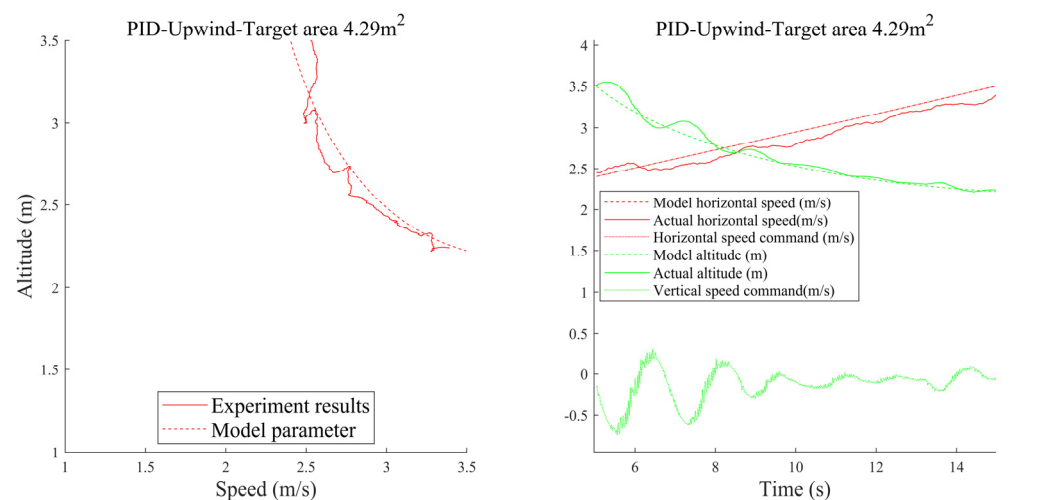 PID-Upwind-Target area 4.29m2
3.5
3
2.5
2
1.5
1
Altitude (m)
Experiment results
Model parameter
1
1.5
2
2.5
3
3.5
Speed (m/s)
PID-Upwind-Target area 4.29m2
4
3.5
3
2.5
2
1.5
1
0.5
0
-0.5
Model horizontal speed (m/s)
Actual horizontal speed(m/s)
Horizontal speed command (m/s)
Model altitude (m)
Actual altitude (m)
Vertical speed command(m/s)
6
8
10
12
14
Time (s)